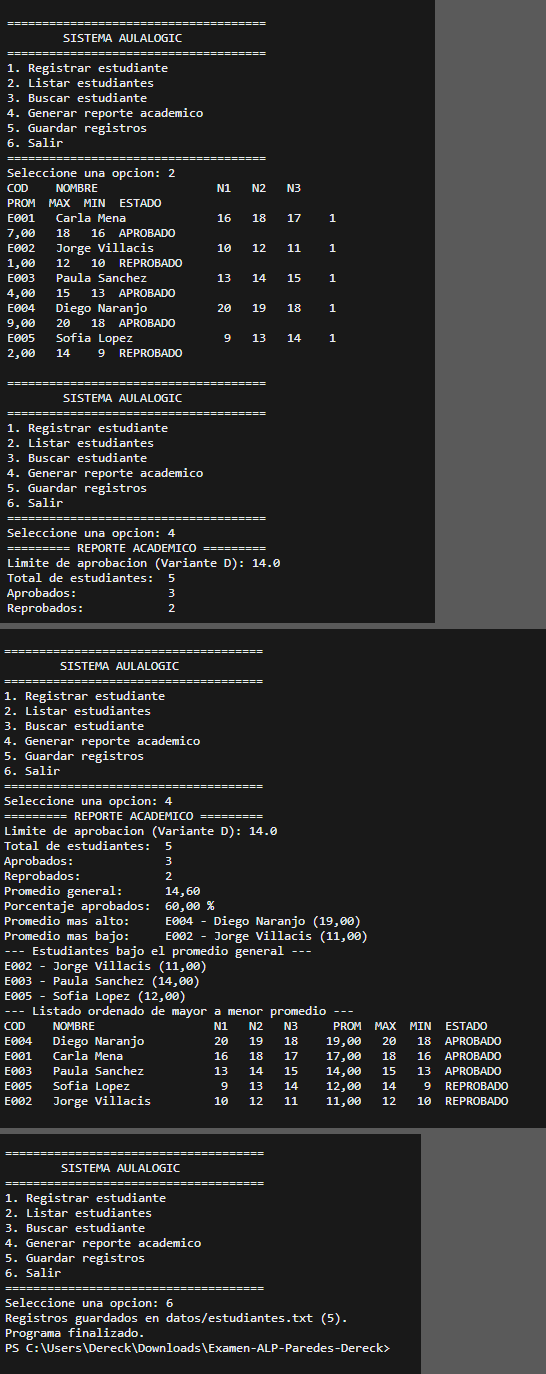 =====================================
        SISTEMA AULALOGIC
=====================================
1. Registrar estudiante
2. Listar estudiantes
3. Buscar estudiante
4. Generar reporte academico
5. Guardar registros
6. Salir
=====================================
Seleccione una opcion: 2
COD    NOMBRE                 N1   N2   N3
PROM  MAX  MIN  ESTADO
E001   Carla Mena             16   18   17    1
7,00   18   16  APROBADO
E002   Jorge Villacis         10   12   11    1
1,00   12   10  REPROBADO
E003   Paula Sanchez          13   14   15    1
4,00   15   13  APROBADO
E004   Diego Naranjo          20   19   18    1
9,00   20   18  APROBADO
E005   Sofia Lopez             9   13   14    1
2,00   14    9  REPROBADO
=====================================
        SISTEMA AULALOGIC
=====================================
1. Registrar estudiante
2. Listar estudiantes
3. Buscar estudiante
4. Generar reporte academico
5. Guardar registros
6. Salir
=====================================
Seleccione una opcion: 4
========= REPORTE ACADEMICO =========
Limite de aprobacion (Variante D): 14.0
Total de estudiantes:  5
Aprobados:             3
Reprobados:            2
=====================================
        SISTEMA AULALOGIC
=====================================
1. Registrar estudiante
2. Listar estudiantes
3. Buscar estudiante
4. Generar reporte academico
5. Guardar registros
6. Salir
=====================================
Seleccione una opcion: 4
========= REPORTE ACADEMICO =========
Limite de aprobacion (Variante D): 14.0
Total de estudiantes:  5
Aprobados:             3
Reprobados:            2
Promedio general:      14,60
Porcentaje aprobados:  60,00 %
Promedio mas alto:     E004 - Diego Naranjo (19,00)
Promedio mas bajo:     E002 - Jorge Villacis (11,00)
--- Estudiantes bajo el promedio general ---
E002 - Jorge Villacis (11,00)
E003 - Paula Sanchez (14,00)
E005 - Sofia Lopez (12,00)
--- Listado ordenado de mayor a menor promedio ---
COD    NOMBRE                 N1   N2   N3     PROM  MAX  MIN  ESTADO
E004   Diego Naranjo          20   19   18    19,00   20   18  APROBADO
E001   Carla Mena             16   18   17    17,00   18   16  APROBADO
E003   Paula Sanchez          13   14   15    14,00   15   13  APROBADO
E005   Sofia Lopez             9   13   14    12,00   14    9  REPROBADO
E002   Jorge Villacis         10   12   11    11,00   12   10  REPROBADO
=====================================
        SISTEMA AULALOGIC
=====================================
1. Registrar estudiante
2. Listar estudiantes
3. Buscar estudiante
4. Generar reporte academico
5. Guardar registros
6. Salir
=====================================
Seleccione una opcion: 6
Registros guardados en datos/estudiantes.txt (5).
Programa finalizado.
PS C:\Users\Dereck\Downloads\Examen-ALP-Paredes-Dereck>